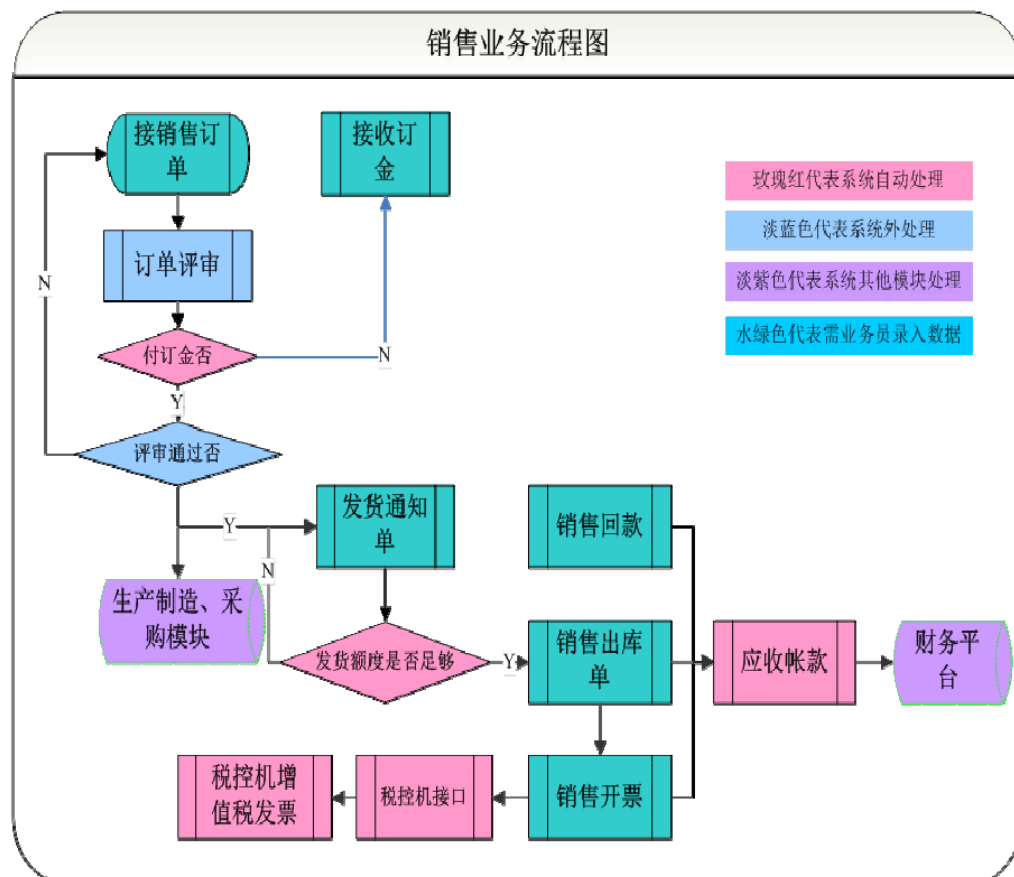 销售业务流程图
接销售订
单
接收订
金
玫瑰红代表系统自动处理
订单评审
淡蓝色代表系统外处理
N
淡紫色代表系统其他模块处理
水绿色代表需业务员录入数据
付订金否
N
Y
评审通过否
发货通知
单
销售回款
Y
N
生产制造、采
购模块
发货额度是否足够
Y
销售出库
单
应收帐款
财务平
台
税控机增
值税发票
税控机接口
销售开票